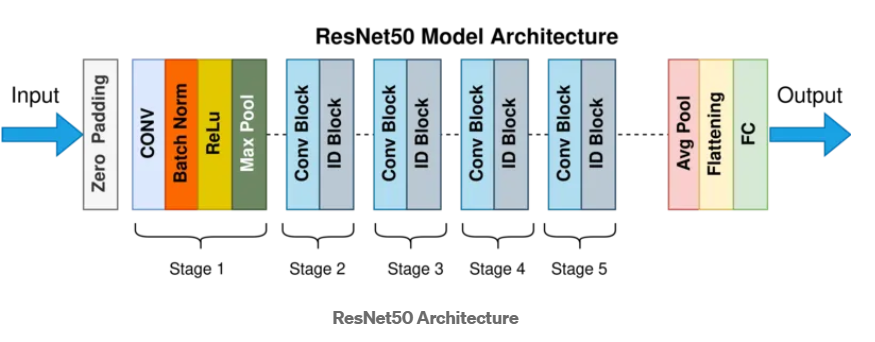 ResNet50 Model Architecture
Input
Zero Padding
CONV
Batch Norm
ReLu
Max Pool
Conv Block
ID Block
Conv Block
ID Block
Conv Block
ID Block
Conv Block
ID Block
Avg Pool
Flattening
FC
Output
Stage 1
Stage 2
Stage 3
Stage 4
Stage 5
ResNet50 Architecture